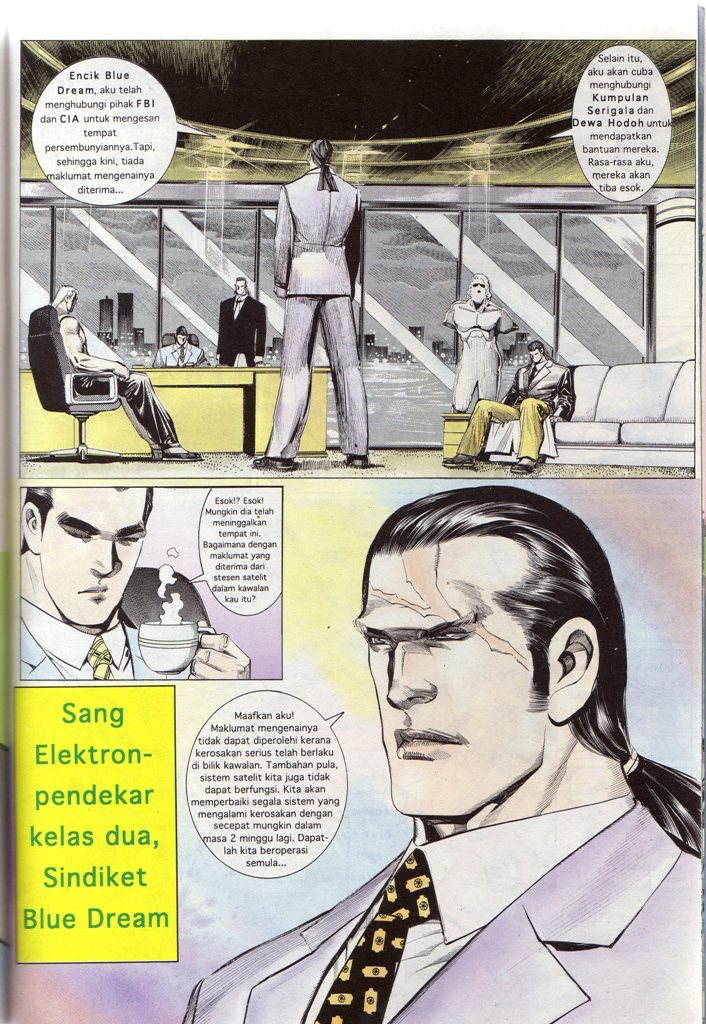 Encik Blue
Dream, aku telah
menghubungi pihak FBI
dan CIA untuk mengesan
tempat
persembunyiannya.Tapi,
sehingga kini, tiada
maklumat mengenainya
diterima...
Selain itu,
aku akan cuba
menghubungi
Kumpulan
Serigala dan
Dewa Hodoh untuk
mendapatkan
bantuan mereka.
Rasa-rasa aku,
mereka akan
tiba esok.
Esok!? Esok!
Mungkin dia telah
meninggalkan
tempat ini.
Bagaimana dengan
maklumat yang
diterima dari
stesen satelit
dalam kawalan
kau itu?
Sang
Elektron-
pendekar
kelas dua,
Sindiket
Blue Dream
Maafkan aku!
Maklumat mengenainya
tidak dapat diperolehi kerana
kerosakan serius telah berlaku
di bilik kawalan. Tambahan pula,
sistem satelit kita juga tidak
dapat berfungsi. Kita akan
memperbaiki segala sistem yang
mengalami kerosakan dengan
secepat mungkin dalam
masa 2 minggu lagi. Dapat-
lah kita beroperasi
semula...